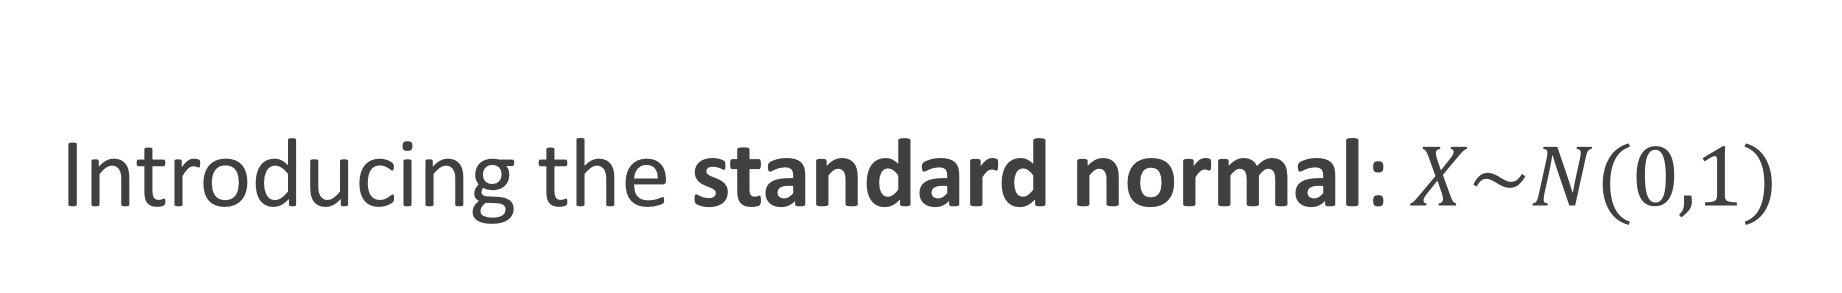 Introducing the standard normal: X~N(0,1)